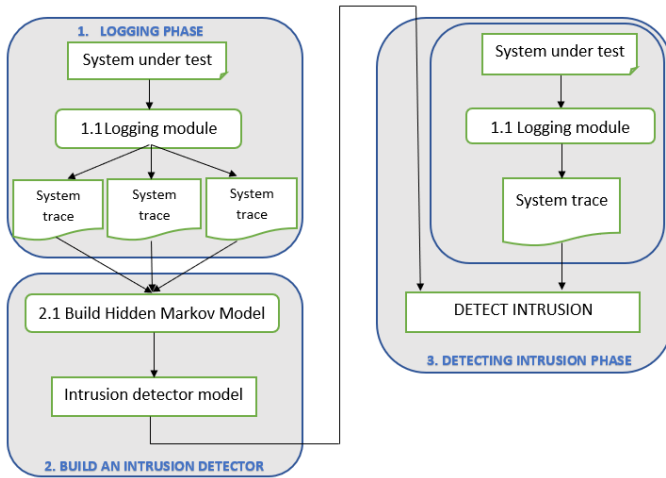 1. LOGGING PHASE
System under test
1.1 Logging module
System
trace
System
trace
System
trace
2.1 Build Hidden Markov Model
Intrusion detector model
2. BUILD AN INTRUSION DETECTOR
System under test
1.1 Logging module
System trace
DETECT INTRUSION
3. DETECTING INTRUSION PHASE